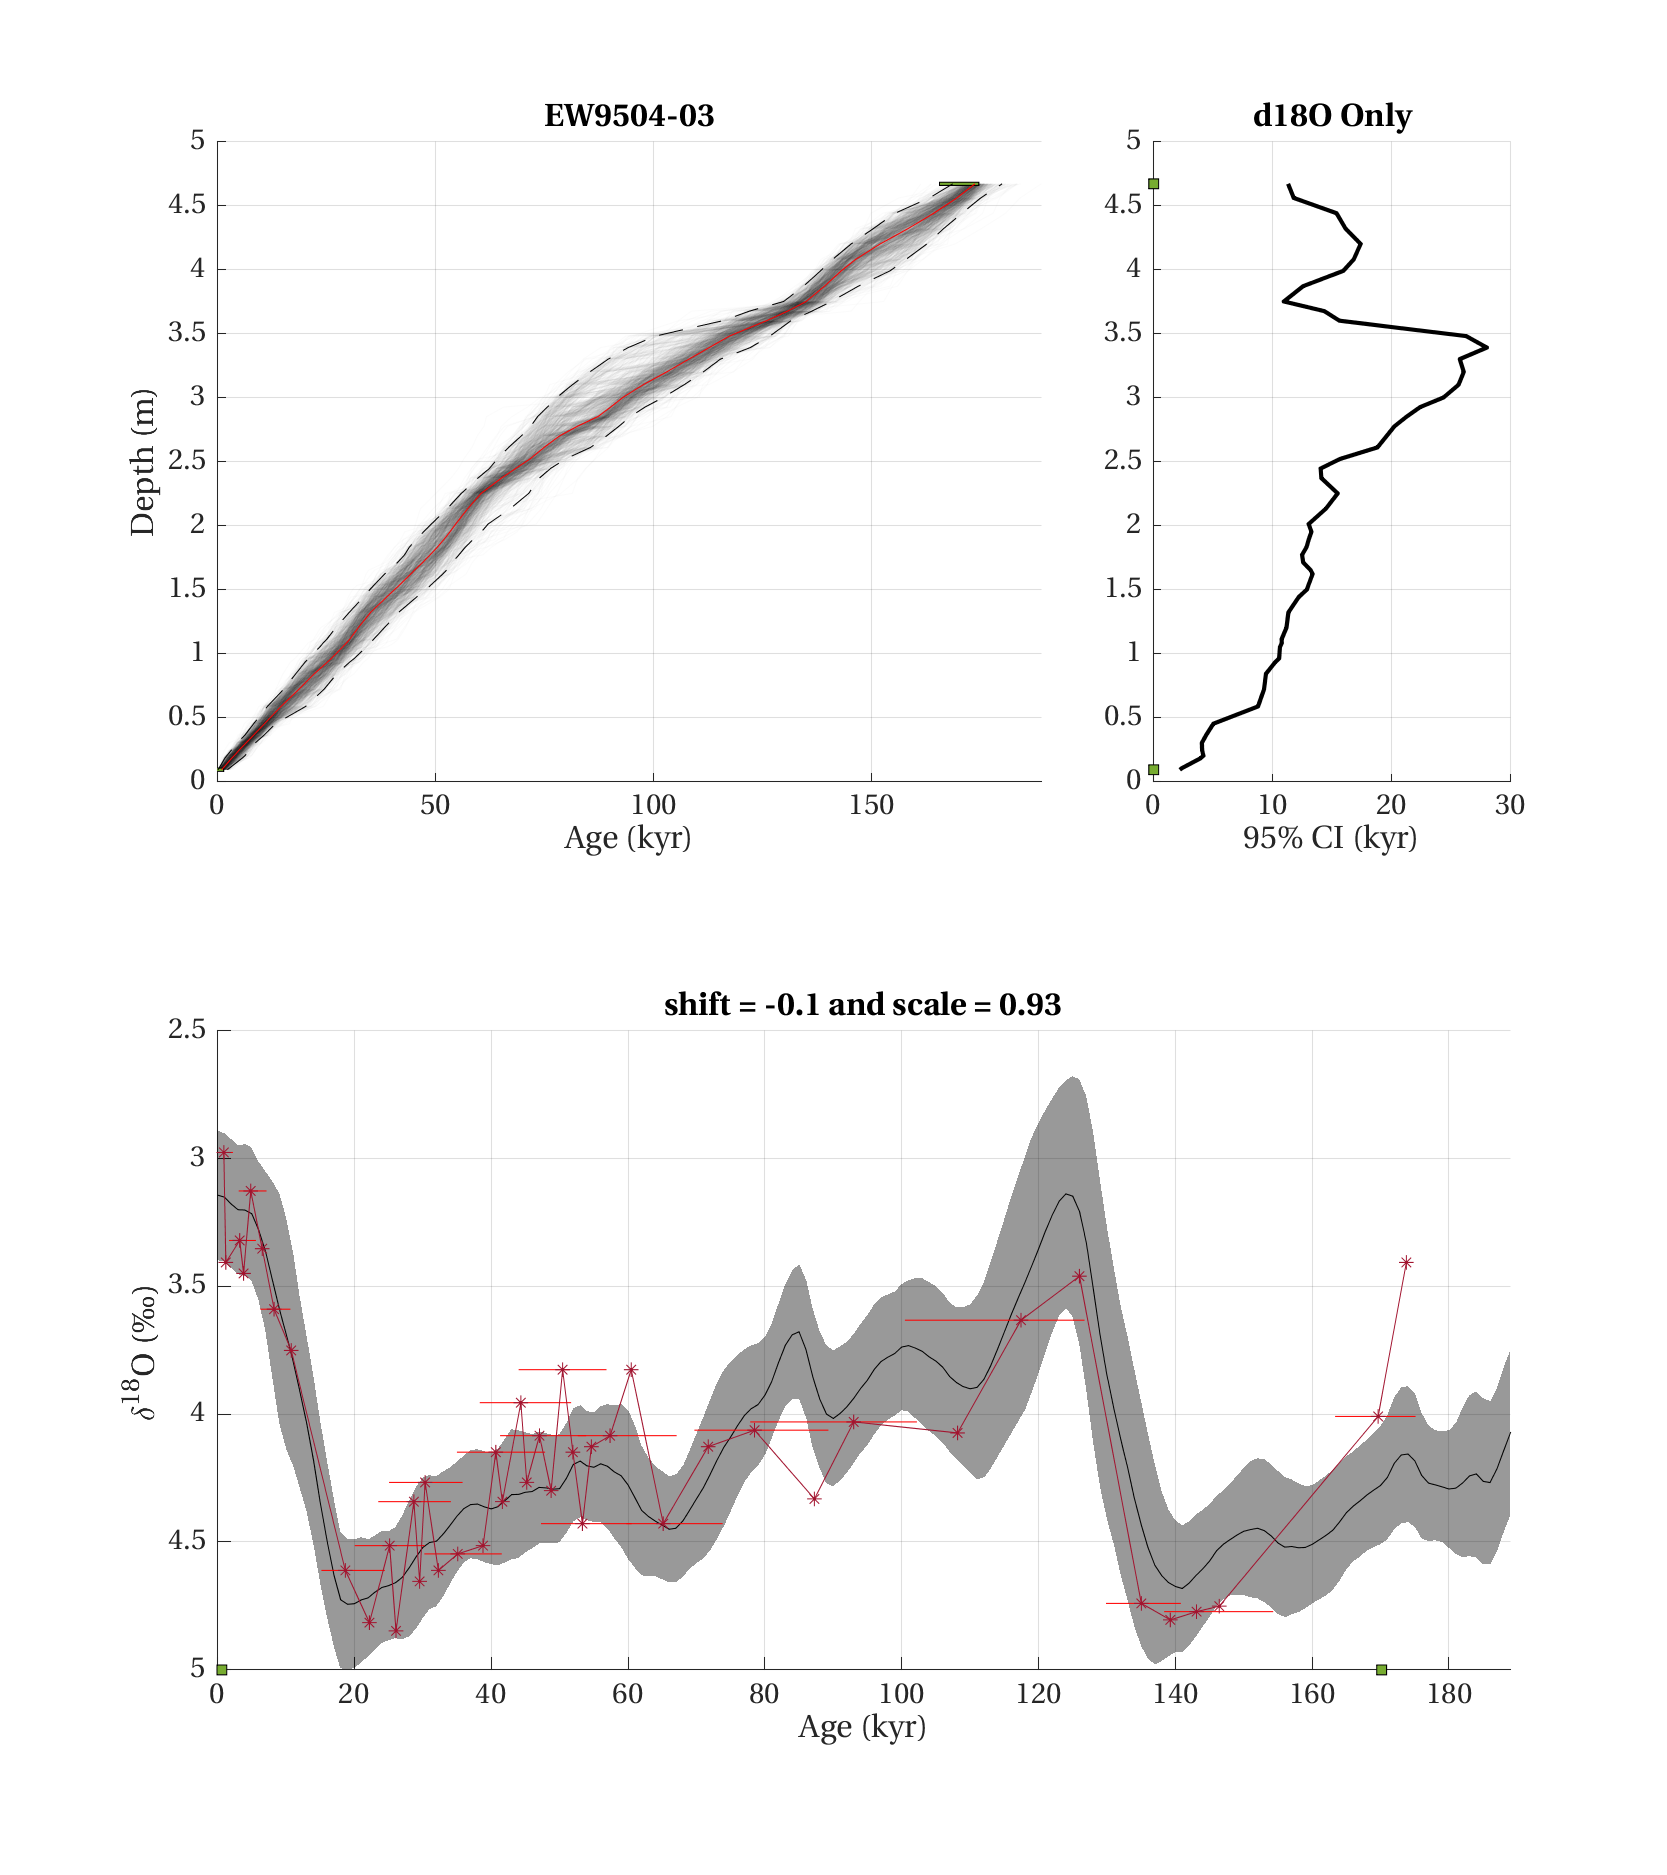 EW9504-03
5
4.5
4
3.5
3
2.5
2
1.5
1
0.5
0
Depth (m)
0 50 100 150
Age (kyr)
d18O Only
5
4.5
4
3.5
3
2.5
2
1.5
1
0.5
0
0 10 20 30
95% CI (kyr)
shift = -0.1 and scale = 0.93
2.5
3
3.5
4
4.5
5
δ¹⁸O (‰)
0 20 40 60 80 100 120 140 160 180
Age (kyr)